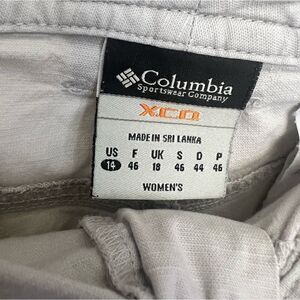 Columbia
Sportswear Company
XCO
MADE IN SRI LANKA
US F UK S D P
14 46 18 46 44 46
WOMEN'S